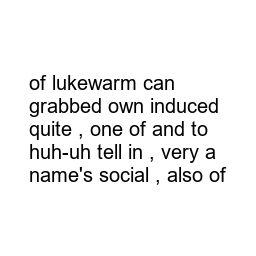 of lukewarm can
grabbed own induced
quite , one of and to
huh-uh tell in , very a
name's social , also of